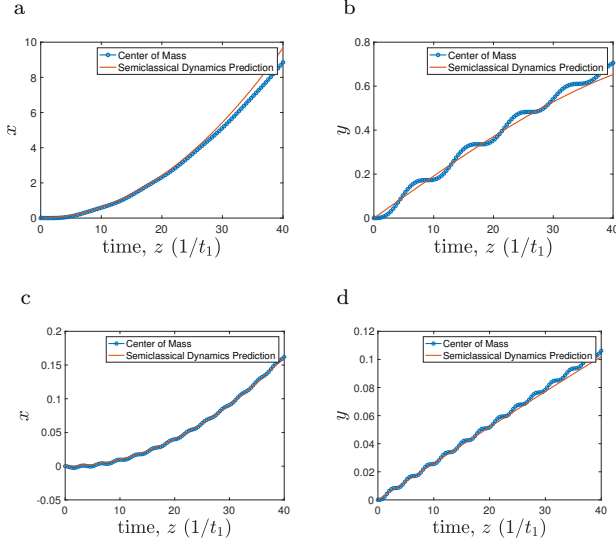 a
10
8
6
4
2
0
0
10
20
30
40
x
time, z (1/t₁)
Center of Mass
Semiclassical Dynamics Prediction
b
0.8
0.6
0.4
0.2
0
0
10
20
30
40
y
time, z (1/t₁)
Center of Mass
Semiclassical Dynamics Prediction
c
0.2
0.15
0.1
0.05
0
-0.05
0
10
20
30
40
x
time, z (1/t₁)
Center of Mass
Semiclassical Dynamics Prediction
d
0.12
0.1
0.08
0.06
0.04
0.02
0
0
10
20
30
40
y
time, z (1/t₁)
Center of Mass
Semiclassical Dynamics Prediction